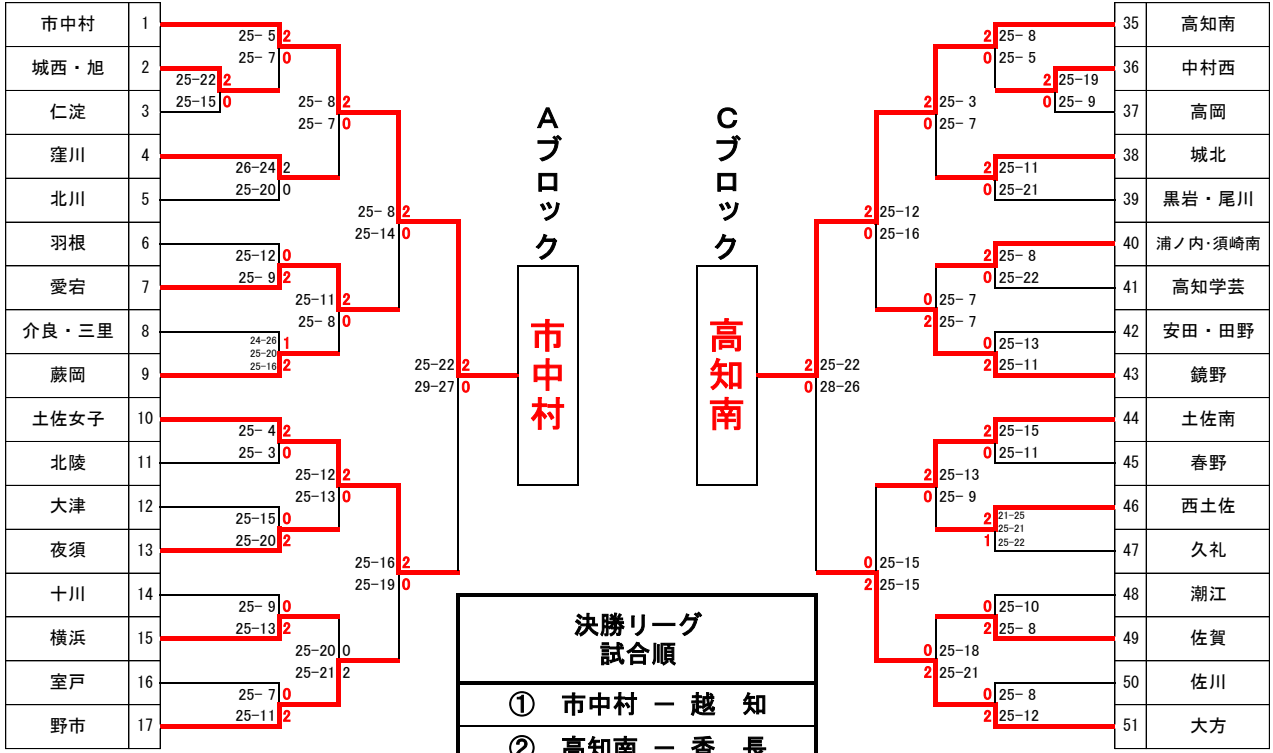 市中村 1
城西・旭 2
仁淀 3
窪川 4
北川 5
羽根 6
愛宕 7
介良・三里 8
蕨岡 9
土佐女子 10
北陵 11
大津 12
夜須 13
十川 14
横浜 15
室戸 16
野市 17
25- 5 2
25- 7 0
25-22 2
25-15 0
26-24 2
25-20 0
25-12 0
25- 9 2
24-26 1
25-20
25-16 2
25- 4 2
25- 3 0
25-15 0
25-20 2
25- 9 0
25-13 2
25- 7 0
25-11 2
25- 8 2
25- 7 0
25-11 2
25- 8 0
25-12 2
25-13 0
25-20 0
25-21 2
25- 8 2
25-14 0
25-16 2
25-19 0
25-22 2
29-27 0
Aブロック
市中村
Cブロック
高知南
2 25-22
0 28-26
2 25-12
0 25-16
0 25-15
2 25-15
2 25- 3
0 25- 7
0 25- 7
2 25- 7
2 25-13
0 25- 9
0 25-18
2 25-21
2 25- 8
0 25- 5
2 25-19
0 25- 9
2 25-11
0 25-21
2 25- 8
0 25-22
0 25-13
2 25-11
2 25-15
0 25-11
2 21-25
25-21
1 25-22
0 25-10
2 25- 8
0 25- 8
2 25-12
35 高知南
36 中村西
37 高岡
38 城北
39 黒岩・尾川
40 浦ノ内・須崎南
41 高知学芸
42 安田・田野
43 鏡野
44 土佐南
45 春野
46 西土佐
47 久礼
48 潮江
49 佐賀
50 佐川
51 大方
決勝リーグ
試合順
① 市中村 － 越 知
② 高知南 － 香 長